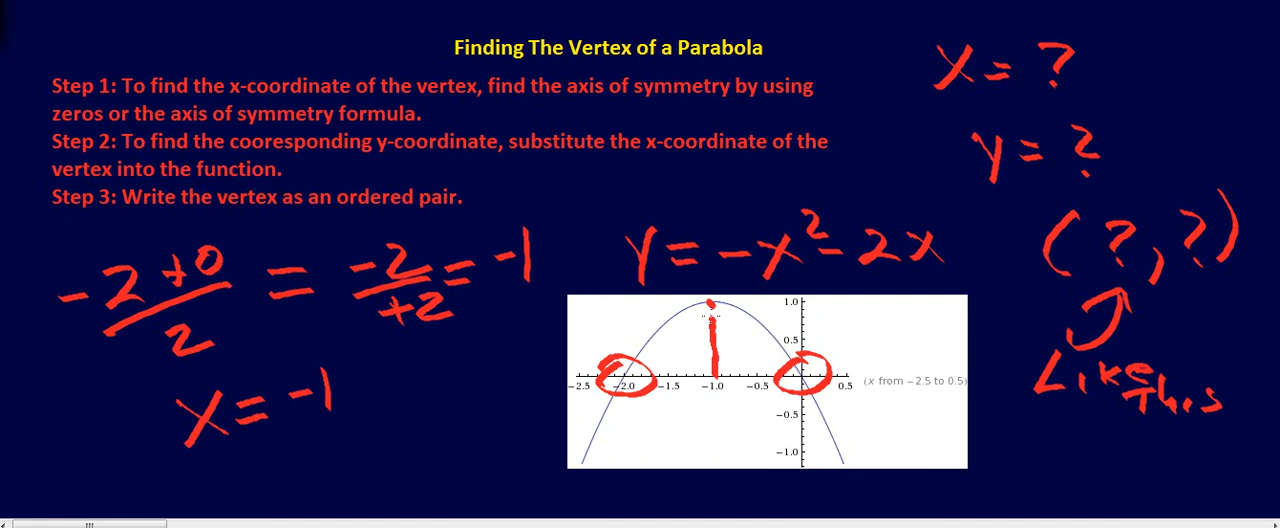 Finding The Vertex of a Parabola
Step 1: To find the x-coordinate of the vertex, find the axis of symmetry by using
zeros or the axis of symmetry formula.
Step 2: To find the cooresponding y-coordinate, substitute the x-coordinate of the
vertex into the function.
Step 3: Write the vertex as an ordered pair.
x = ?
y = ?
(?, ?)
Like This
y = -x² - 2x
(-2 + 0)/2 = -2/+2 = -1
x = -1
1.0
0.5
-2.5 -2.0 -1.5 -1.0 -0.5 0.5
(x from -2.5 to 0.5)
-0.5
-1.0